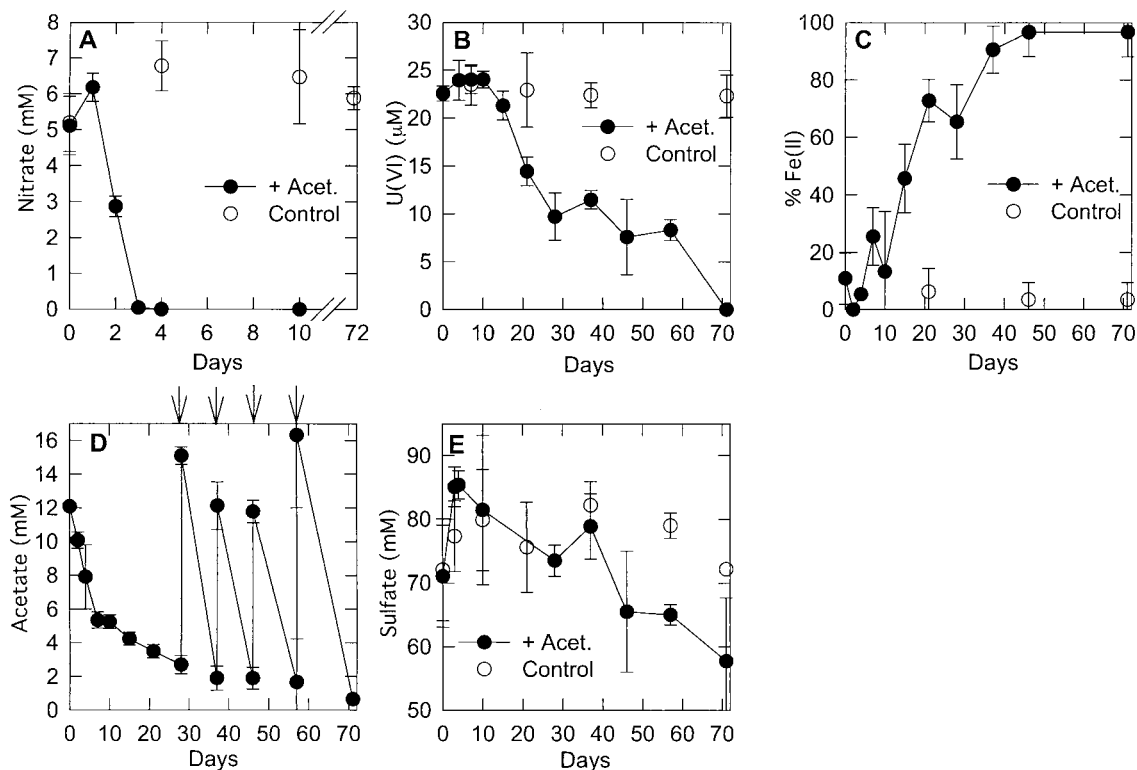 A
Nitrate (mM)
8
7
6
5
4
3
2
1
0
+ Acet.
Control
0 2 4 6 8 10 72
Days
B
U(VI) (μM)
30
25
20
15
10
5
0
+ Acet.
Control
0 10 20 30 40 50 60 70
Days
C
% Fe(II)
100
80
60
40
20
0
+ Acet.
Control
0 10 20 30 40 50 60 70
Days
D
Acetate (mM)
16
14
12
10
8
6
4
2
0
0 10 20 30 40 50 60 70
Days
E
Sulfate (mM)
90
80
70
60
50
+ Acet.
Control
0 10 20 30 40 50 60 70
Days